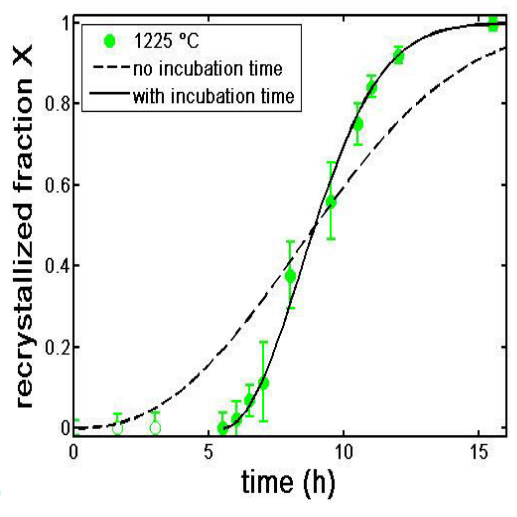 1225 °C
no incubation time
with incubation time
recrystallized fraction X
1
0.8
0.6
0.4
0.2
0
0
5
10
15
time (h)